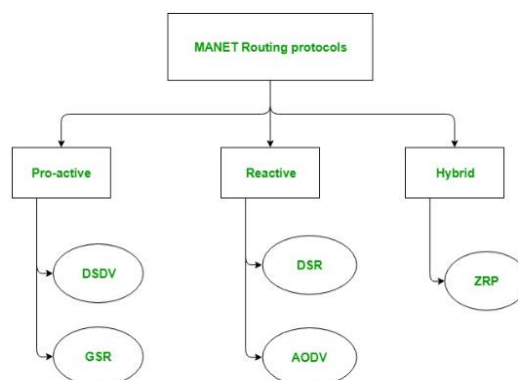 MANET Routing protocols
Pro-active
Reactive
Hybrid
DSDV
DSR
ZRP
GSR
AODV